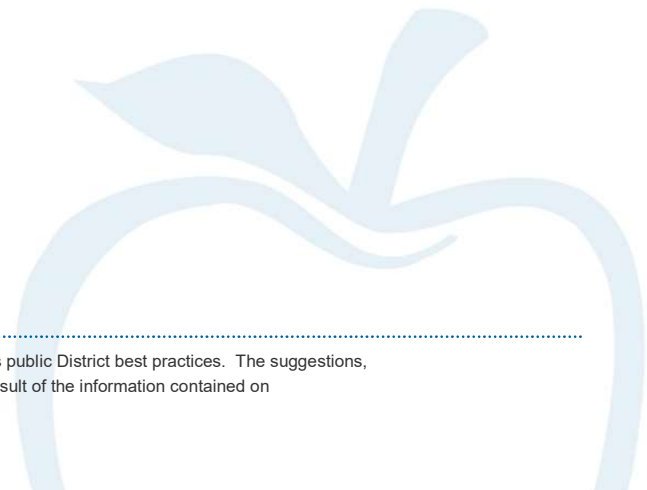 public District best practices.  The suggestions,
sult of the information contained on